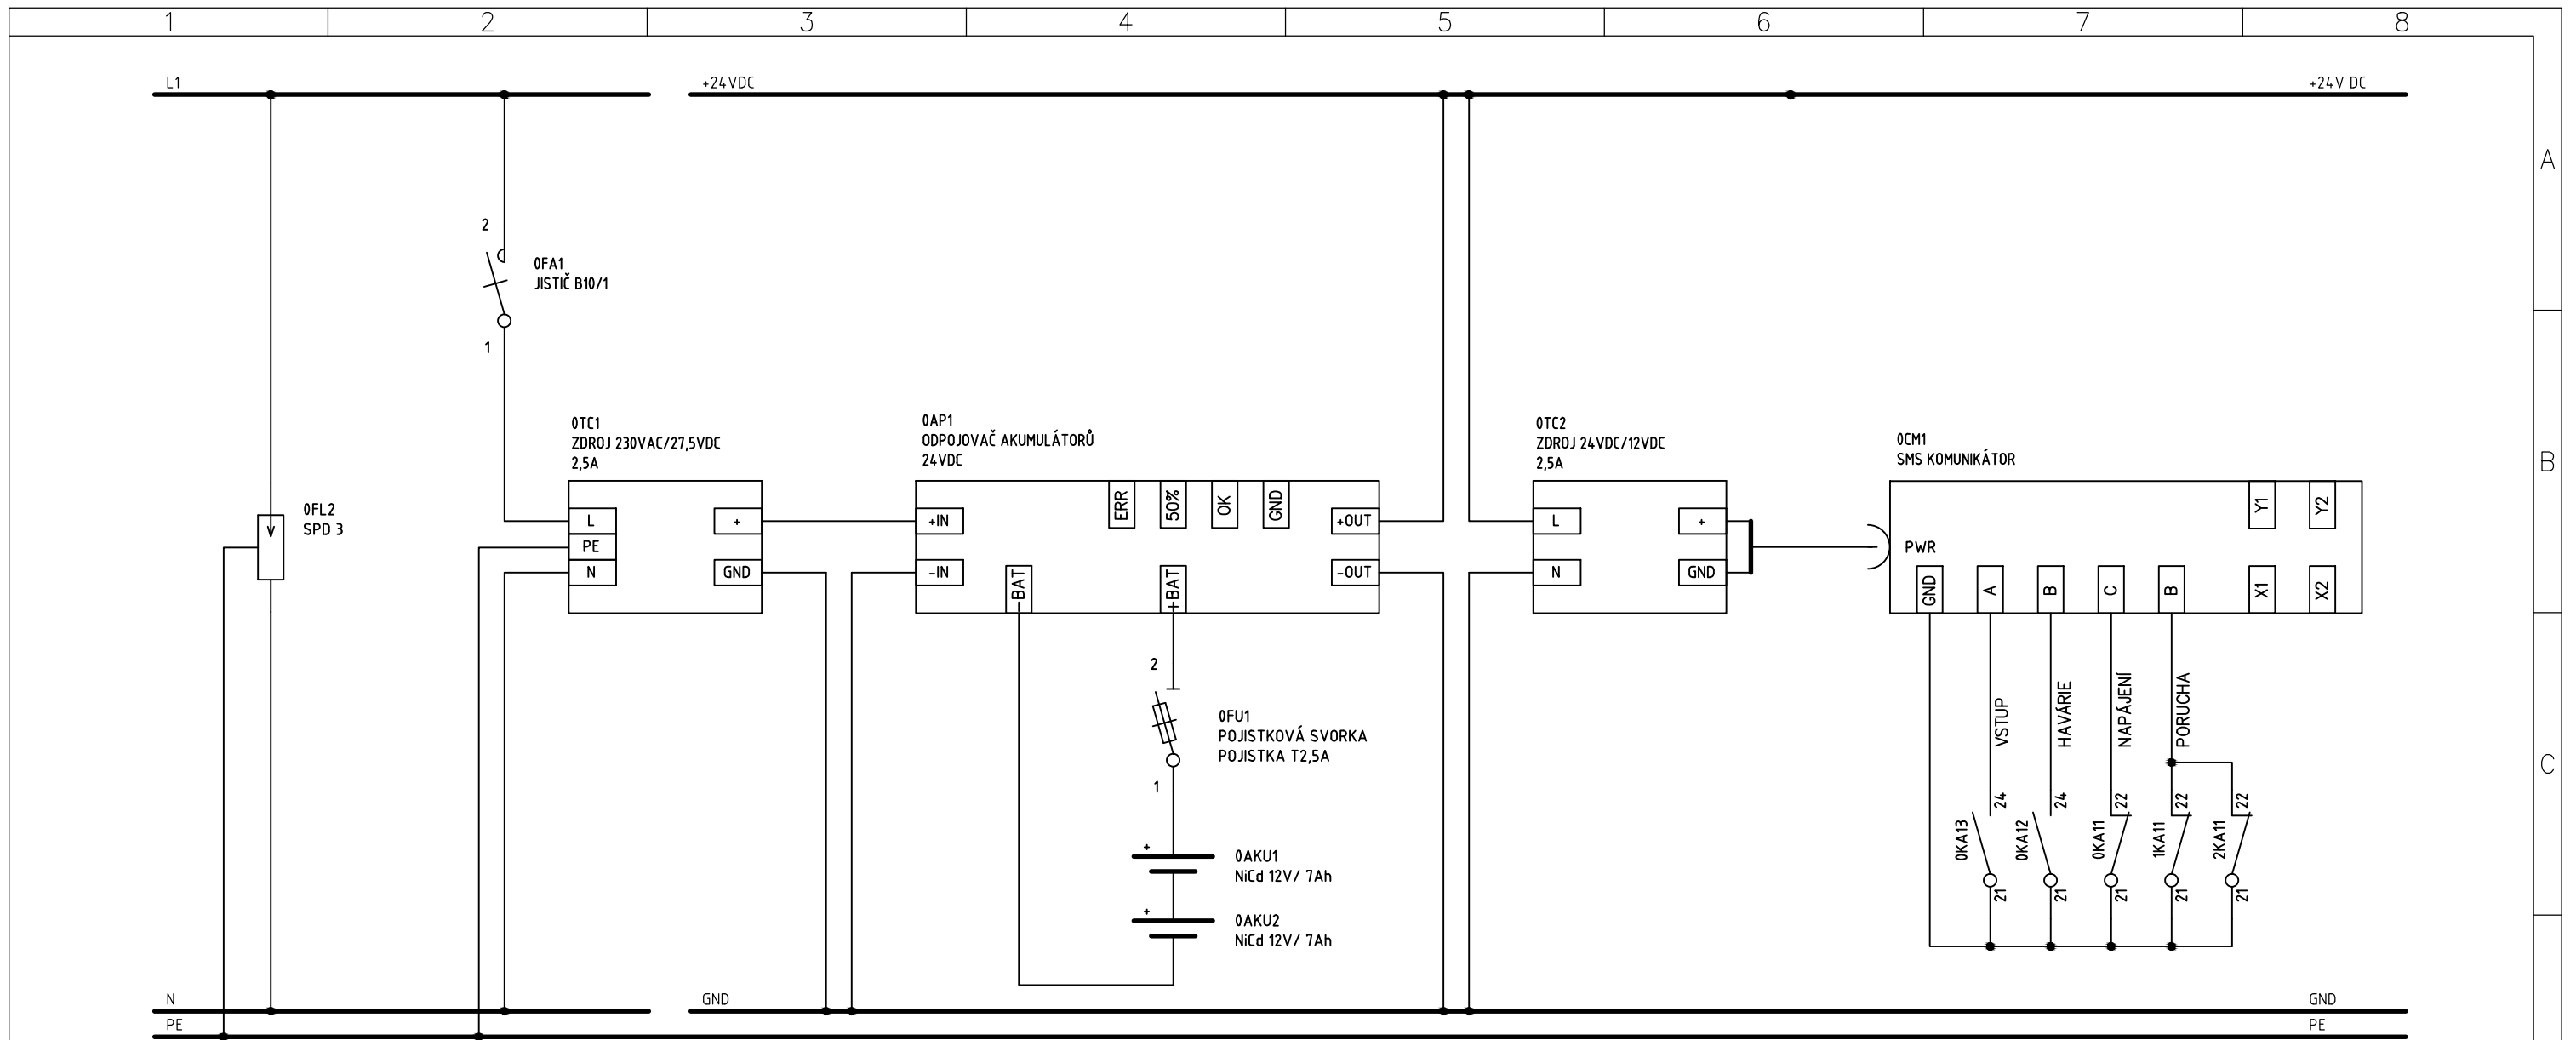 1 2 3 4 5 6 7 8
L1
+24VDC
+24V DC
A
2
0FA1
JISTIČ B10/1
1
0TC1
ZDROJ 230VAC/27,5VDC
2,5A
L
PE
N
+
GND
0FL2
SPD 3
0AP1
ODPOJOVAČ AKUMULÁTORŮ
24VDC
+IN
-IN
ERR
50%
OK
GND
+OUT
-OUT
-BAT
+BAT
0TC2
ZDROJ 24VDC/12VDC
2,5A
L
N
+
GND
0CM1
SMS KOMUNIKÁTOR
PWR
Y1
Y2
GND
A
B
C
B
X1
X2
B
2
0FU1
POJISTKOVÁ SVORKA
POJISTKA T2,5A
1
+
0AKU1
NiCd 12V/ 7Ah
+
0AKU2
NiCd 12V/ 7Ah
VSTUP
HAVÁRIE
NAPÁJENÍ
PORUCHA
C
24
24
22
22
22
0KA13
0KA12
0KA11
1KA11
2KA11
21
21
21
21
21
N
GND
GND
PE
PE